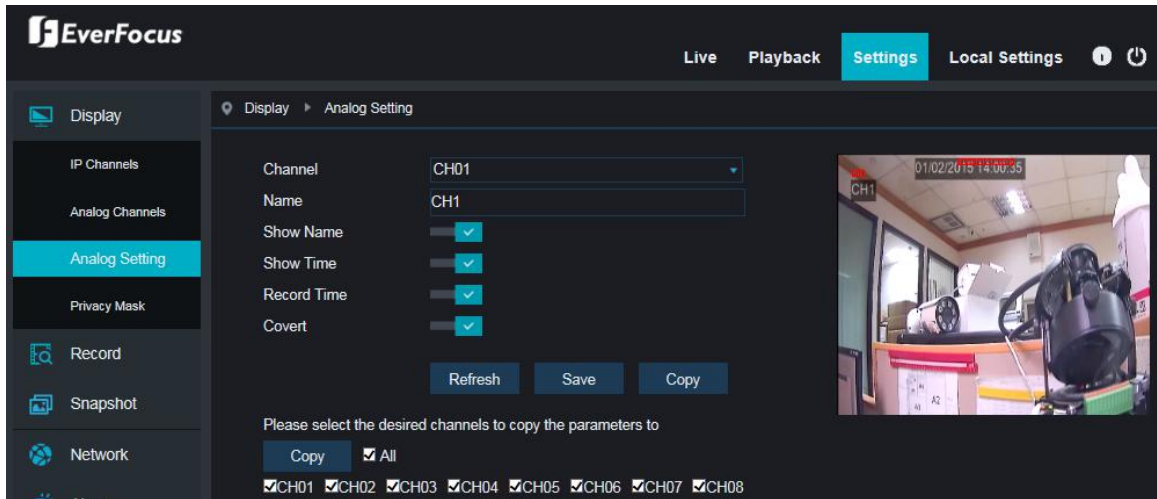 EverFocus
Live Playback Settings Local Settings
Display
Display Analog Setting
IP Channels
Analog Channels
Analog Setting
Privacy Mask
Record
Snapshot
Network
Channel CH01
Name CH1
Show Name
Show Time
Record Time
Covert
Refresh Save Copy
Please select the desired channels to copy the parameters to
Copy All
CH01 CH02 CH03 CH04 CH05 CH06 CH07 CH08
01/02/2015 14:00:35
CH1
A2
A1